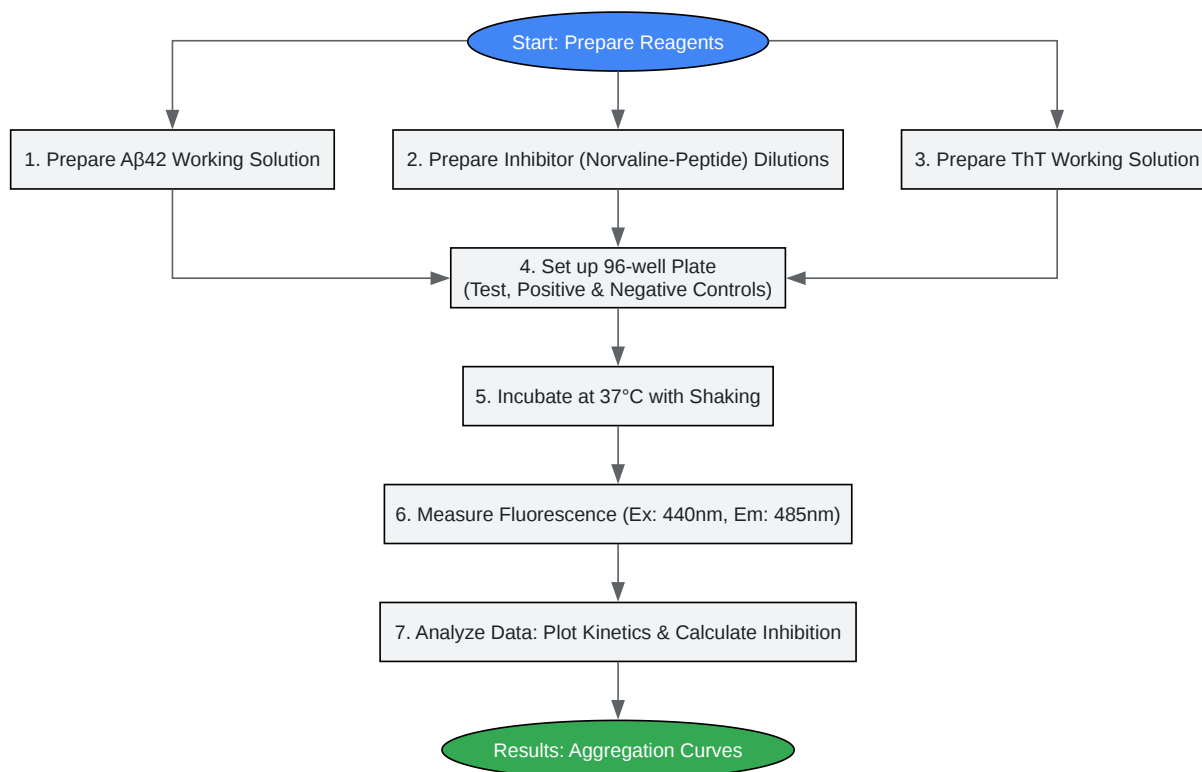 Start: Prepare Reagents
1. Prepare Aβ42 Working Solution
2. Prepare Inhibitor (Norvaline-Peptide) Dilutions
3. Prepare ThT Working Solution
4. Set up 96-well Plate
(Test, Positive & Negative Controls)
5. Incubate at 37°C with Shaking
6. Measure Fluorescence (Ex: 440nm, Em: 485nm)
7. Analyze Data: Plot Kinetics & Calculate Inhibition
Results: Aggregation Curves